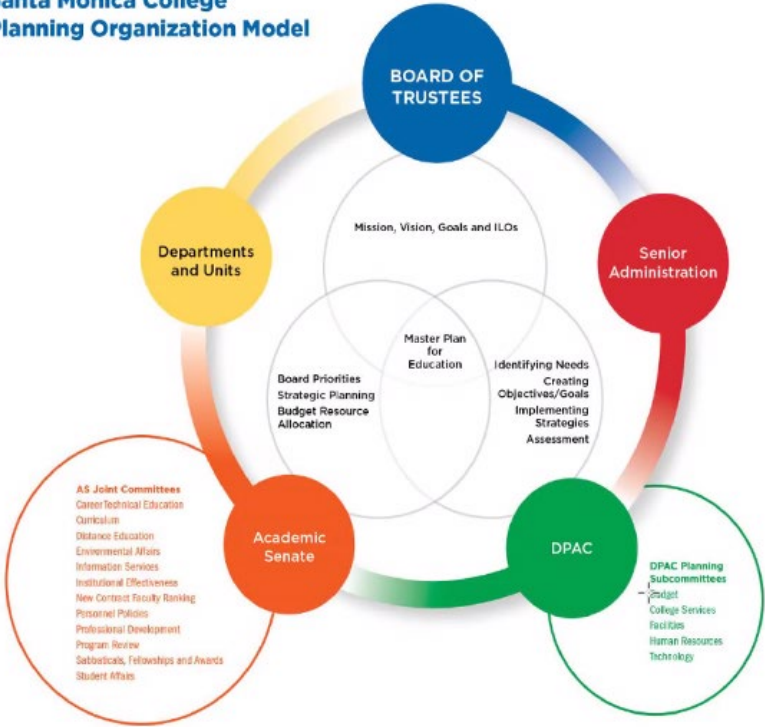 Santa Monica College
Planning Organization Model
BOARD OF
TRUSTEES
Mission, Vision, Goals and ILOs
Departments
and Units
Senior
Administration
Master Plan
for
Education
Board Priorities
Strategic Planning
Budget Resource
Allocation
Identifying Needs
Creating
Objectives/Goals
Implementing
Strategies
Assessment
AS Joint Committees
Career Technical Education
Curriculum
Distance Education
Environmental Affairs
Information Services
Institutional Effectiveness
New Contract Faculty Ranking
Personnel Policies
Professional Development
Program Review
Sabbaticals, Fellowships and Awards
Student Affairs
Academic
Senate
DPAC
DPAC Planning
Subcommittees
Budget
College Services
Facilities
Human Resources
Technology